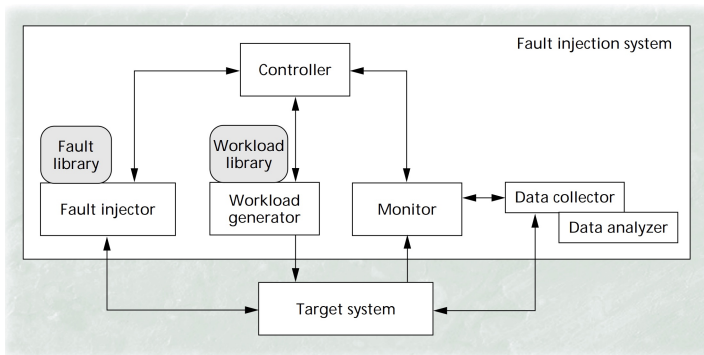 Fault injection system
Controller
Fault
library
Workload
library
Fault injector
Workload
generator
Monitor
Data collector
Data analyzer
Target system